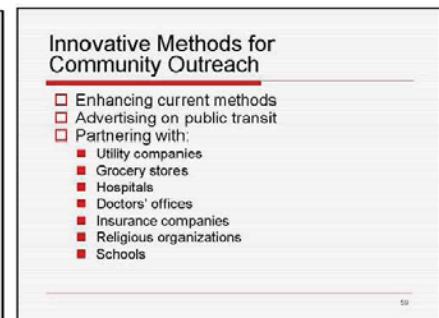 Innovative Methods for
Community Outreach
Enhancing current methods
Advertising on public transit
Partnering with:
Utility companies
Grocery stores
Hospitals
Doctors' offices
Insurance companies
Religious organizations
Schools
59